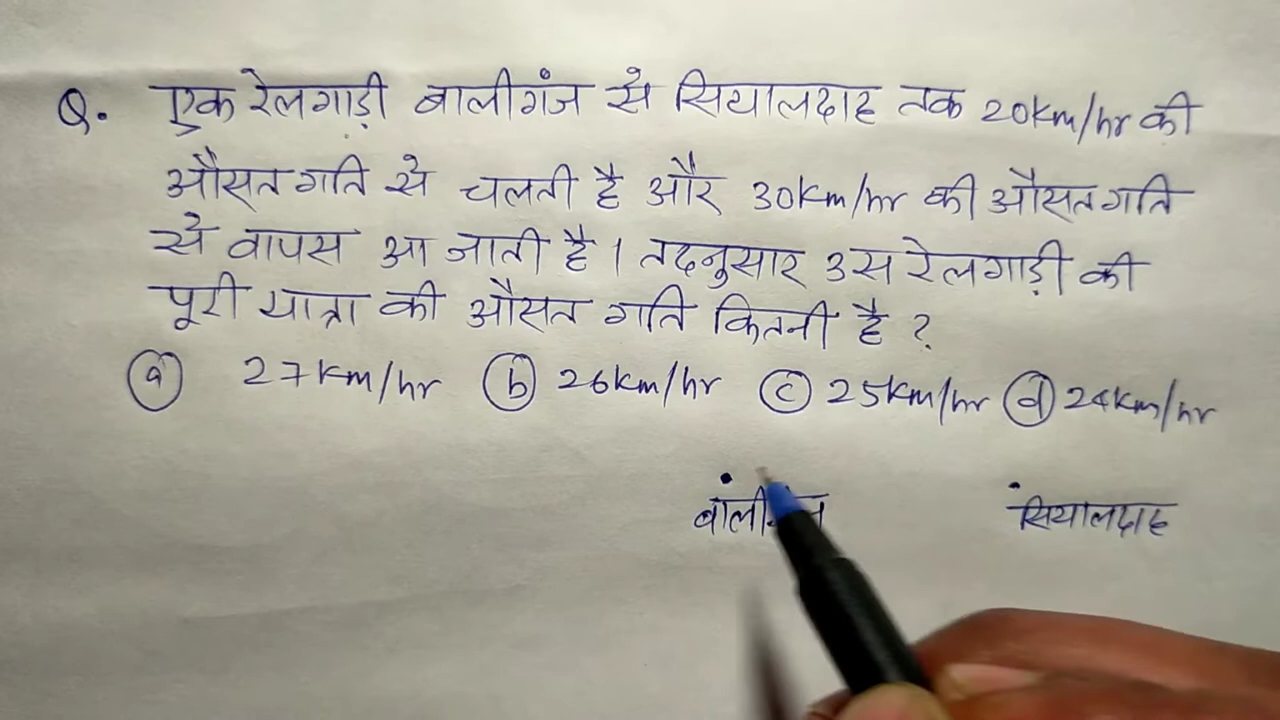 Q. एक रेलगाड़ी बालीगंज से सियालदाह तक 20km/hr की
औसत गति से चलती है और 30km/hr की औसत गति
से वापस आ जाती है। तदनुसार उस रेलगाड़ी की
पूरी यात्रा की औसत गति कितनी है ?
(a) 27km/hr (b) 26km/hr (c) 25km/hr (d) 24km/hr
सियालदाह